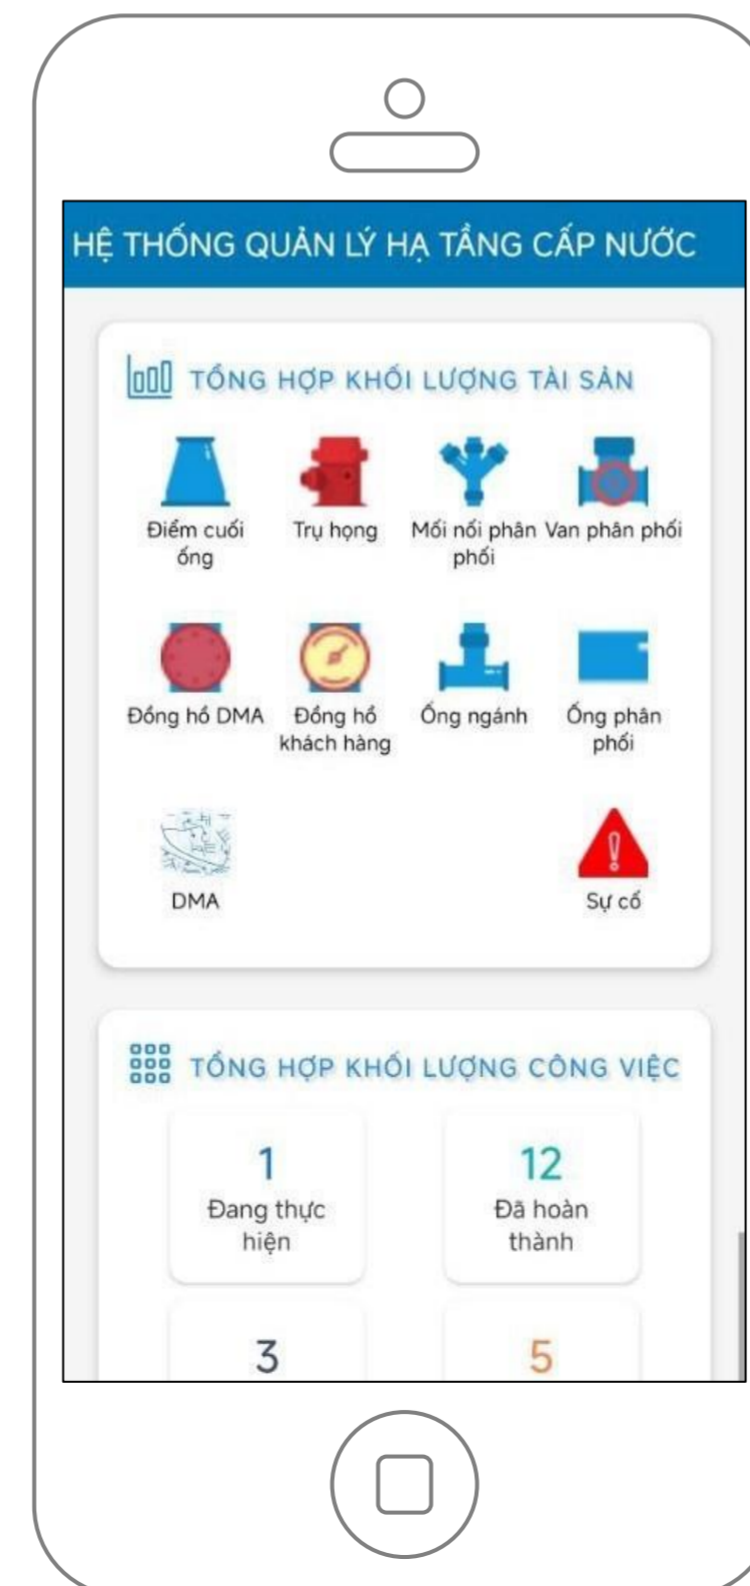 HỆ THỐNG QUẢN LÝ HẠ TẦNG CẤP NƯỚC
TỔNG HỢP KHỐI LƯỢNG TÀI SẢN
Điểm cuối
ống
Trụ họng
Mối nối phân
phối
Van phân phối
Đồng hồ DMA
Đồng hồ
khách hàng
Ống ngánh
Ống phân
phối
DMA
Sự cố
TỔNG HỢP KHỐI LƯỢNG CÔNG VIỆC
1
Đang thực
hiện
12
Đã hoàn
thành
3
5